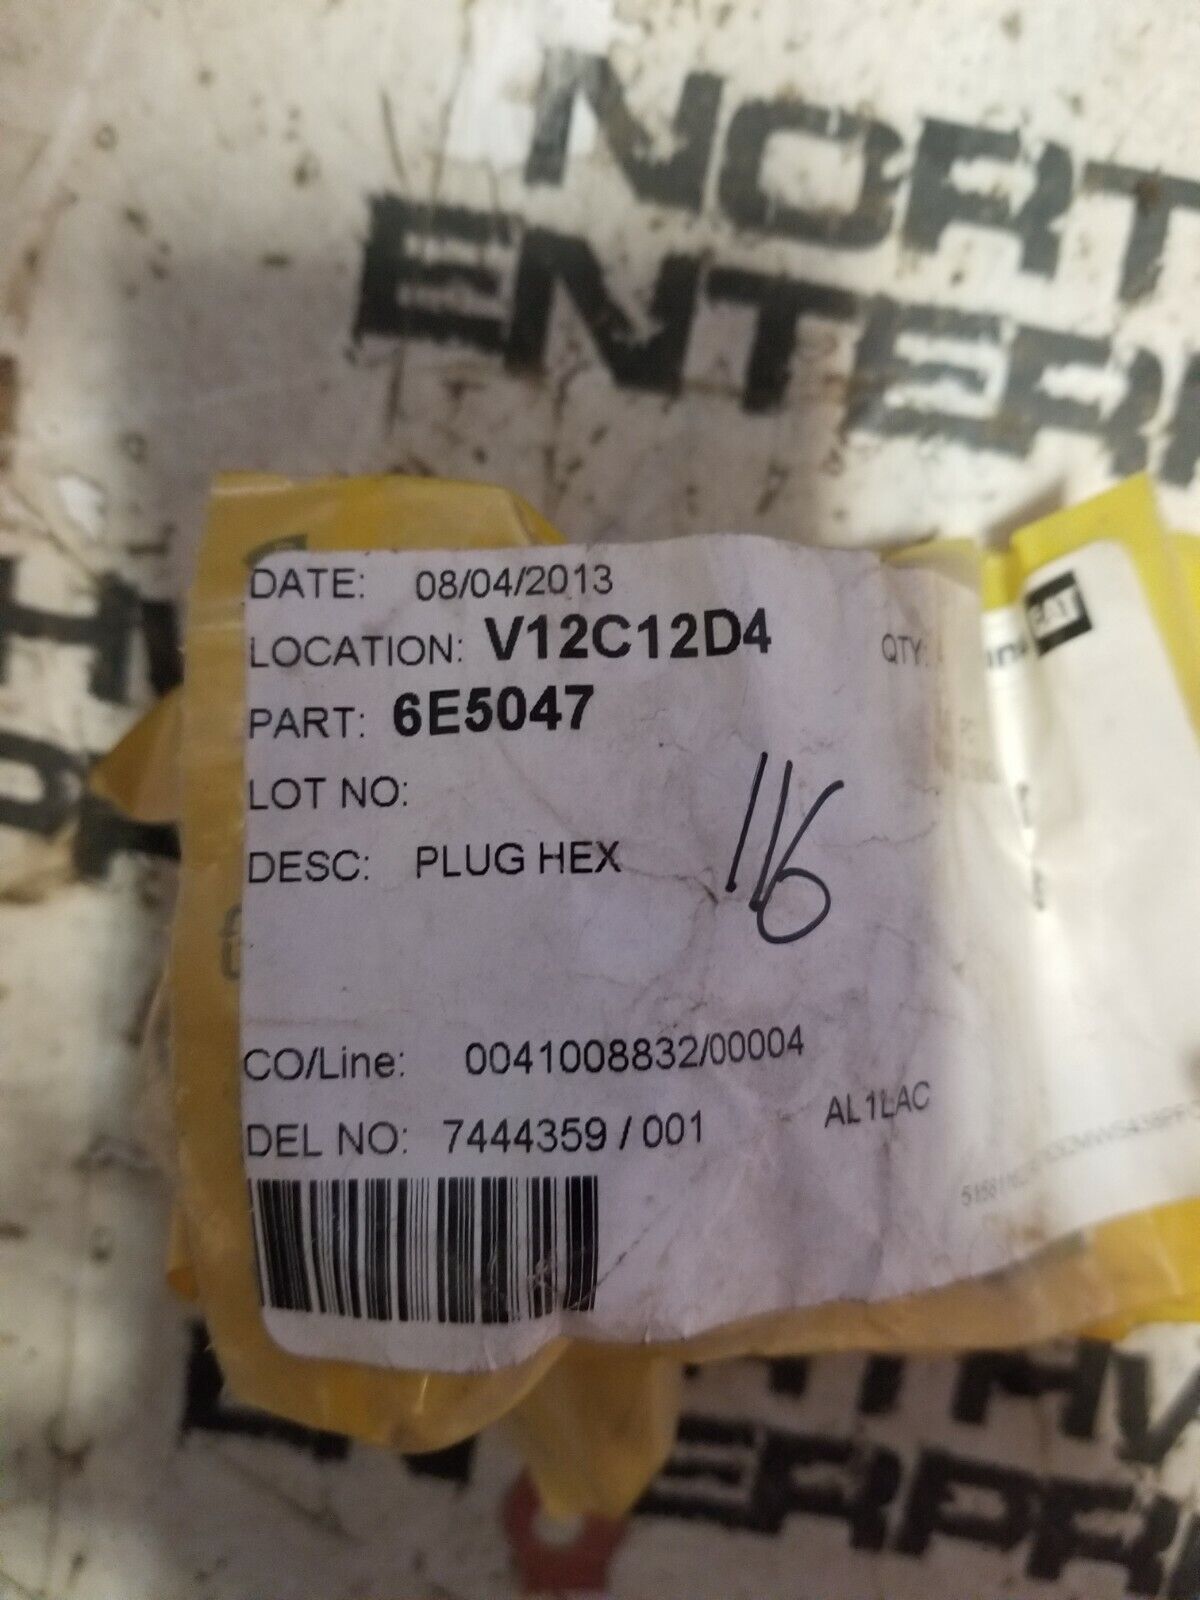 NORT
ENTERP
DATE: 08/04/2013
LOCATION: V12C12D4 QTY:
CAT
PART: 6E5047
LOT NO:
DESC: PLUG HEX
116
CO/Line: 0041008832/00004
DEL NO: 7444359 / 001 AL1LAC